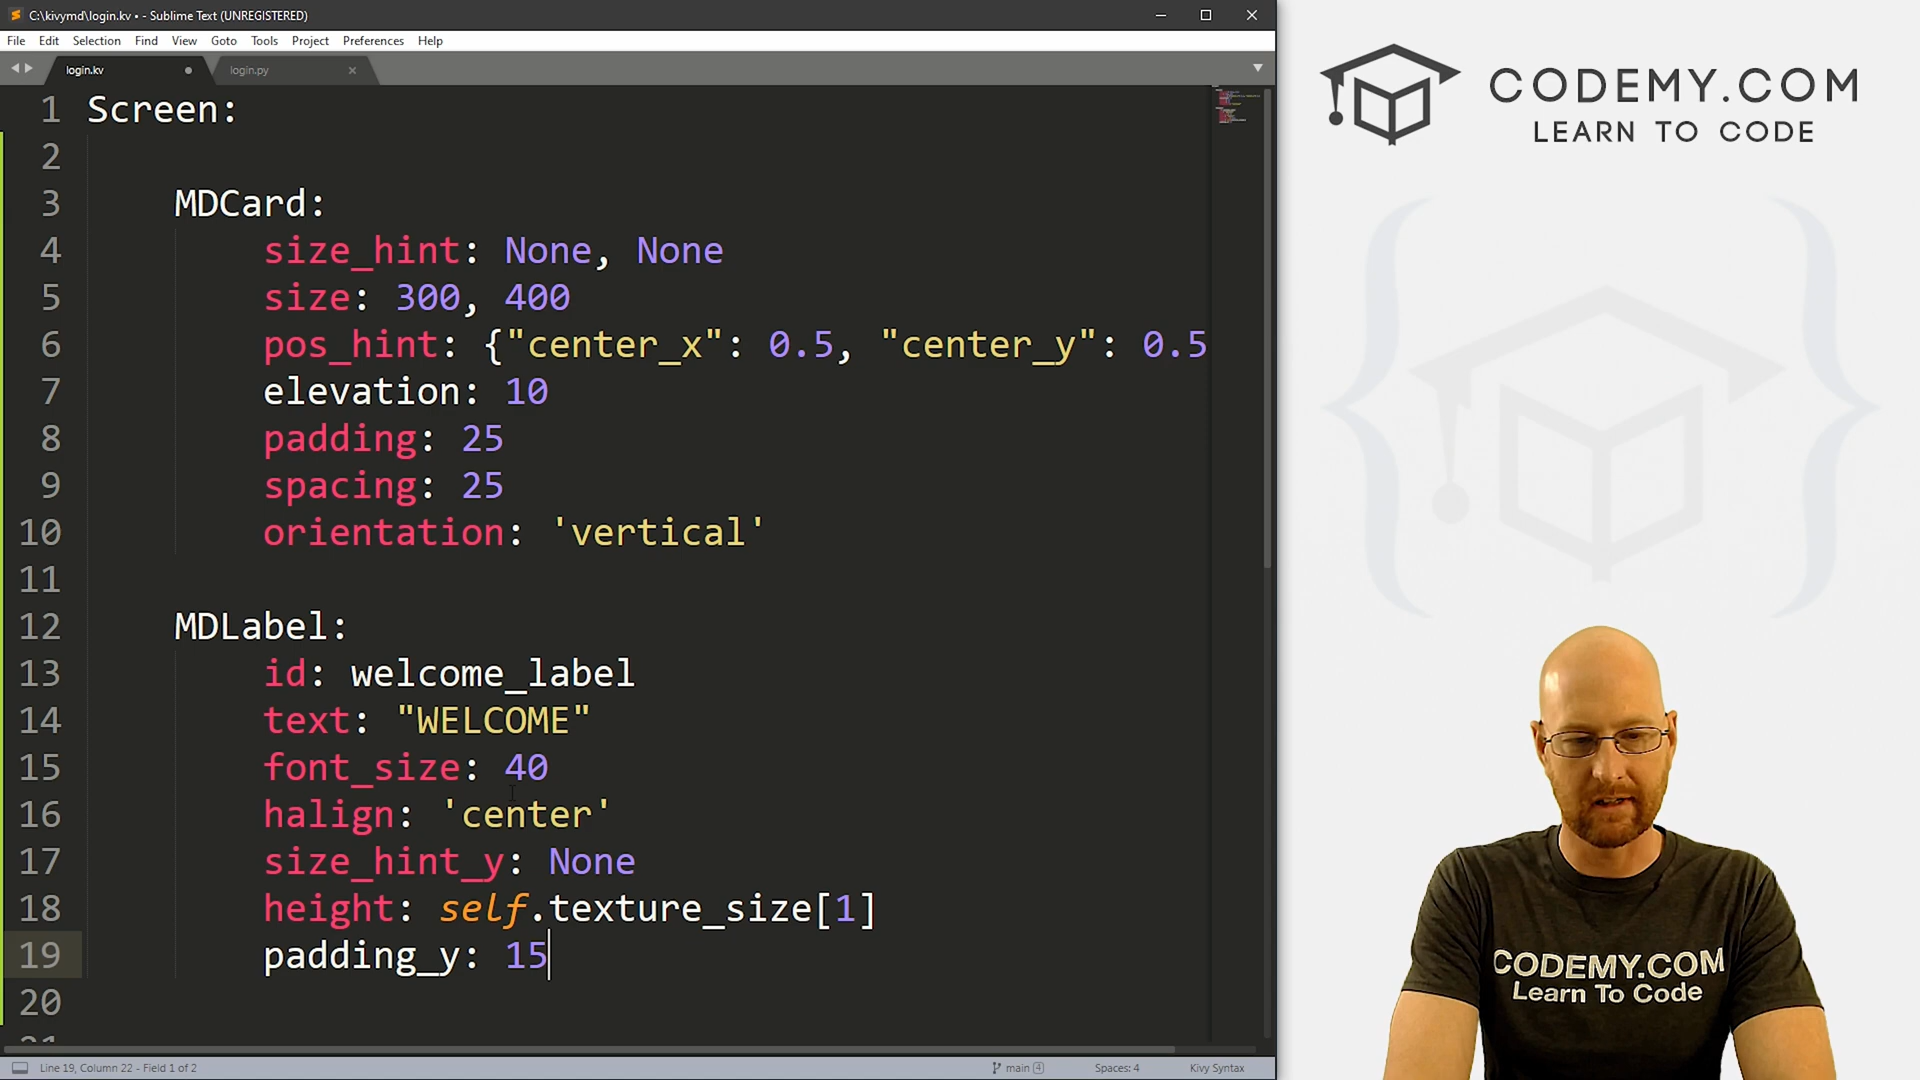 C:\kivymd\login.kv • - Sublime Text (UNREGISTERED)
File Edit Selection Find View Goto Tools Project Preferences Help
login.kv login.py
1 Screen:
2
3 MDCard:
4 size_hint: None, None
5 size: 300, 400
6 pos_hint: {"center_x": 0.5, "center_y": 0.5
7 elevation: 10
8 padding: 25
9 spacing: 25
10 orientation: 'vertical'
11
12 MDLabel:
13 id: welcome_label
14 text: "WELCOME"
15 font_size: 40
16 halign: 'center'
17 size_hint_y: None
18 height: self.texture_size[1]
19 padding_y: 15
20
21
Line 19, Column 22 - Field 1 of 2 main 4 Spaces: 4 Kivy Syntax
CODEMY.COM
LEARN TO CODE
CODEMY.COM
Learn To Code